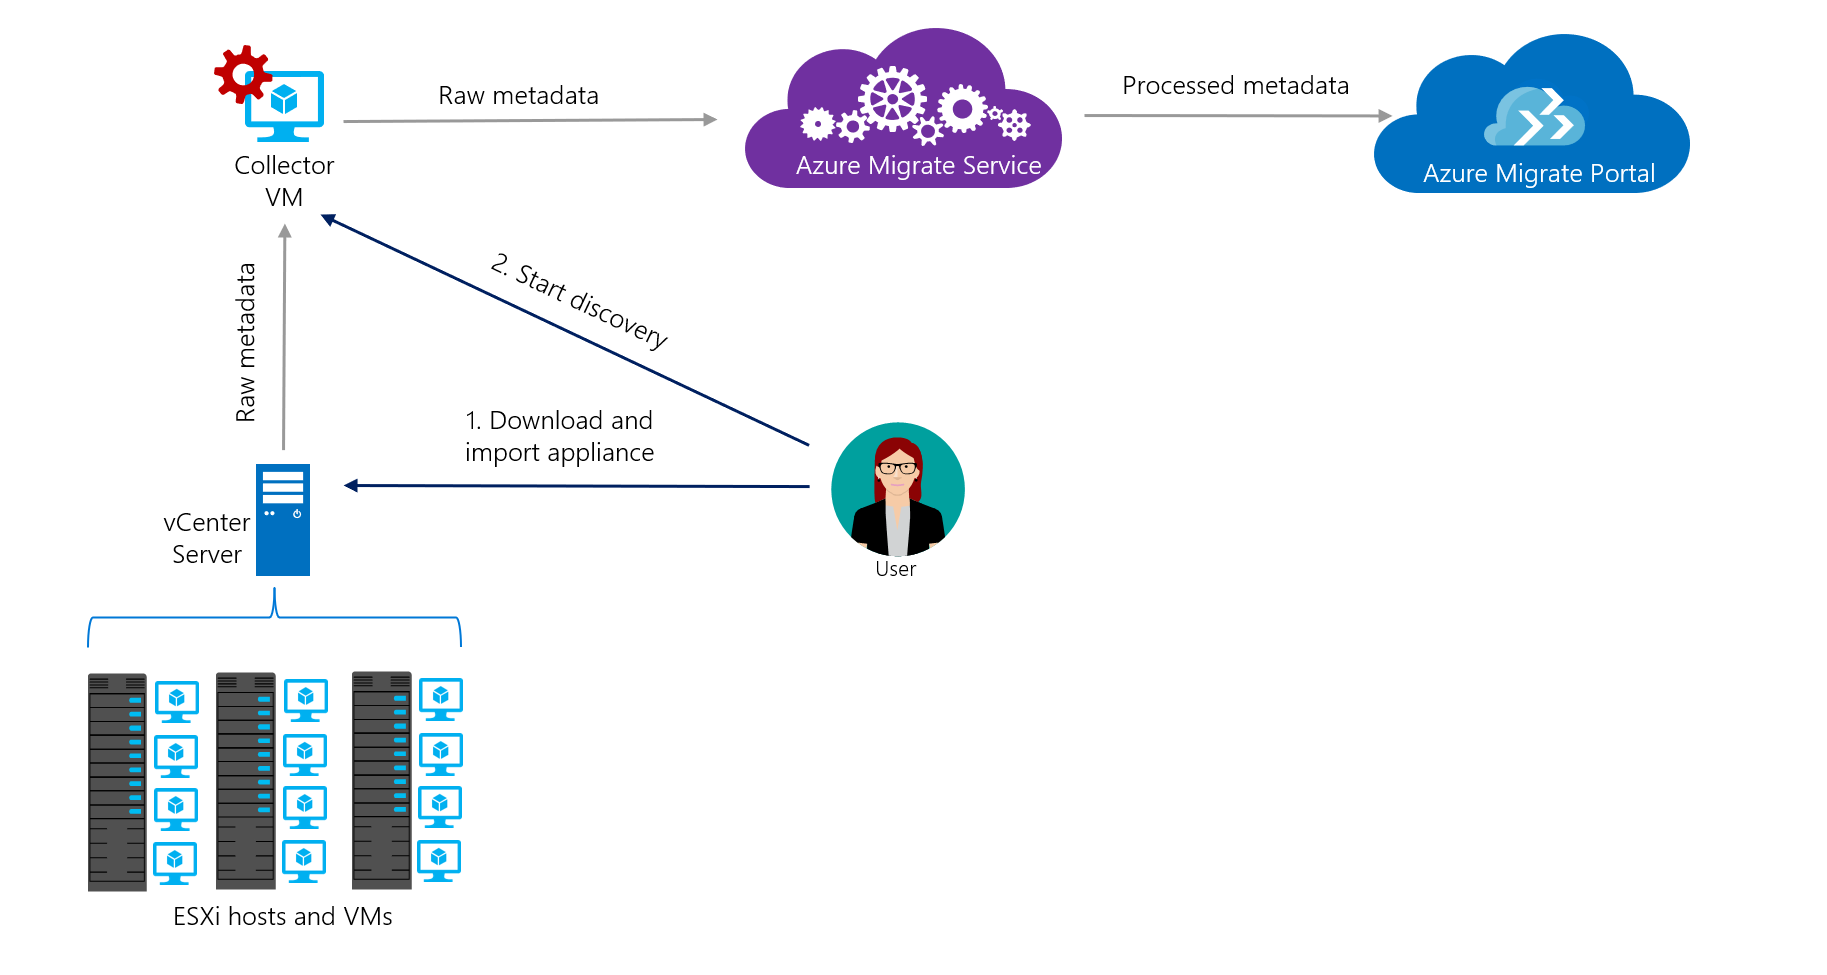 Raw metadata
Processed metadata
Azure Migrate Service
Azure Migrate Portal
Collector
VM
2. Start discovery
Raw metadata
1. Download and
import appliance
vCenter
Server
User
ESXi hosts and VMs